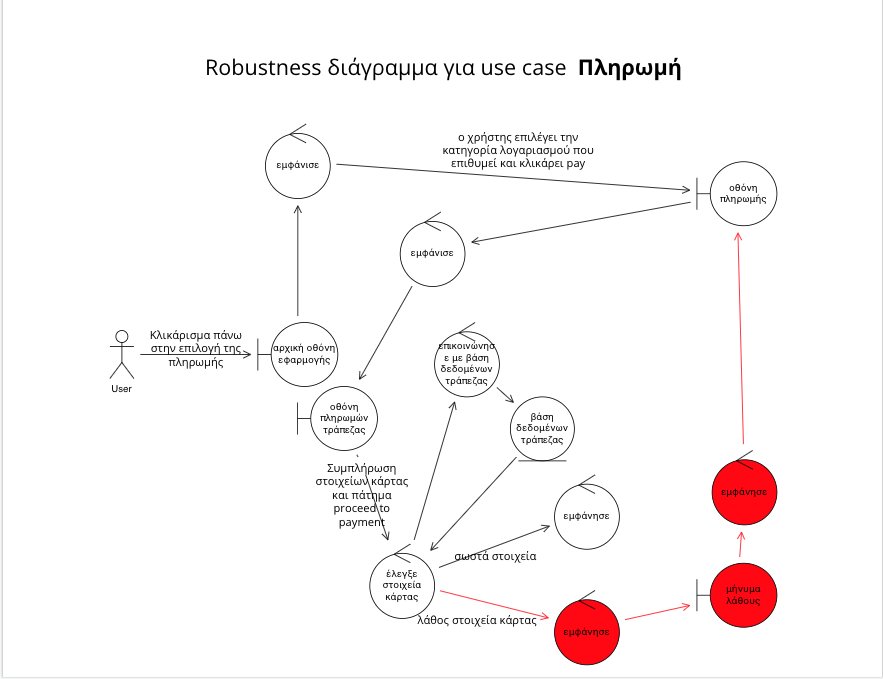 Robustness διάγραμμα για use case Πληρωμή
εμφάνισε
ο χρήστης επιλέγει την
κατηγορία λογαριασμού που
επιθυμεί και κλικάρει pay
οθόνη
πληρωμής
εμφάνισε
Κλικάρισμα πάνω
στην επιλογή της
πληρωμής
User
αρχική οθόνη
εφαρμογής
επικοινώνησ
ε με βάση
δεδομένων
τράπεζας
οθόνη
πληρωμών
τράπεζας
βάση
δεδομένων
τράπεζας
Συμπλήρωση
στοιχείων κάρτας
και πάτημα
proceed to
payment
εμφάνησε
εμφάνησε
σωστά στοιχεία
έλεγξε
στοιχεία
κάρτας
μήνυμα
λάθους
λάθος στοιχεία κάρτας
εμφάνησε